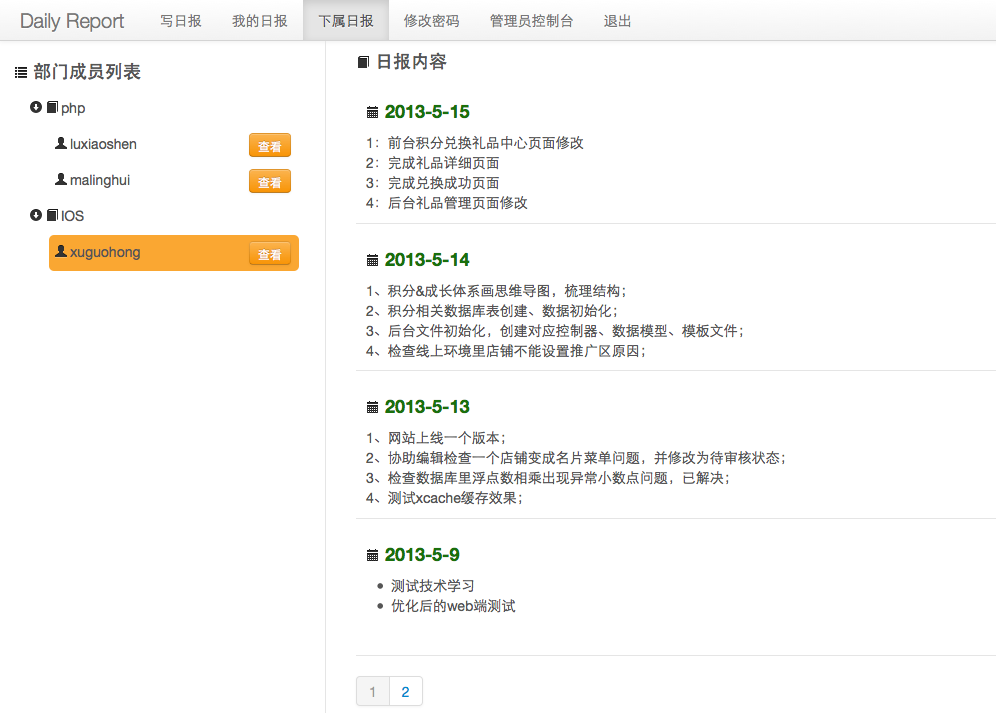 Daily Report 写日报 我的日报 下属日报 修改密码 管理员控制台 退出
部门成员列表
php
luxiaoshen 查看
malinghui 查看
IOS
xuguohong 查看
日报内容
2013-5-15
1：前台积分兑换礼品中心页面修改
2：完成礼品详细页面
3：完成兑换成功页面
4：后台礼品管理页面修改
2013-5-14
1、积分&成长体系画思维导图，梳理结构；
2、积分相关数据库表创建、数据初始化；
3、后台文件初始化，创建对应控制器、数据模型、模板文件；
4、检查线上环境里店铺不能设置推广区原因；
2013-5-13
1、网站上线一个版本；
2、协助编辑检查一个店铺变成名片菜单问题，并修改为待审核状态；
3、检查数据库里浮点数相乘出现异常小数点问题，已解决；
4、测试xcache缓存效果；
2013-5-9
• 测试技术学习
• 优化后的web端测试
1 2